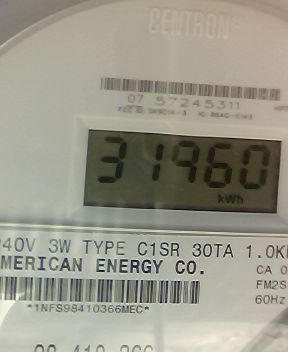 CENTRON®
07 57245311
31960
kWh
240V 3W TYPE C1SR 30TA 1.0K
MERICAN ENERGY CO.
CA 0
FM2S
60Hz
*1NFS98410366MEC*